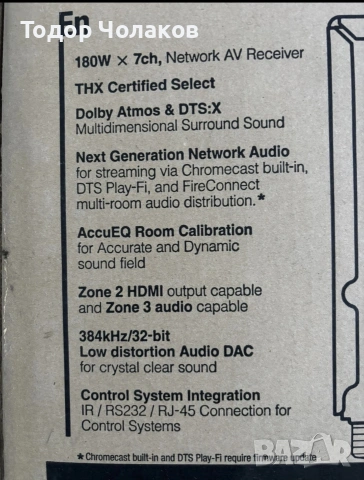 Тодор Чолаков
En
180W × 7ch, Network AV Receiver
THX Certified Select
Dolby Atmos & DTS:X
Multidimensional Surround Sound
Next Generation Network Audio
for streaming via Chromecast built-in,
DTS Play-Fi, and FireConnect
multi-room audio distribution.*
AccuEQ Room Calibration
for Accurate and Dynamic
sound field
Zone 2 HDMI output capable
and Zone 3 audio capable
384kHz/32-bit
Low distortion Audio DAC
for crystal clear sound
Control System Integration
IR / RS232 / RJ-45 Connection for
Control Systems
* Chromecast built-in and DTS Play-Fi require firmware update
bazar